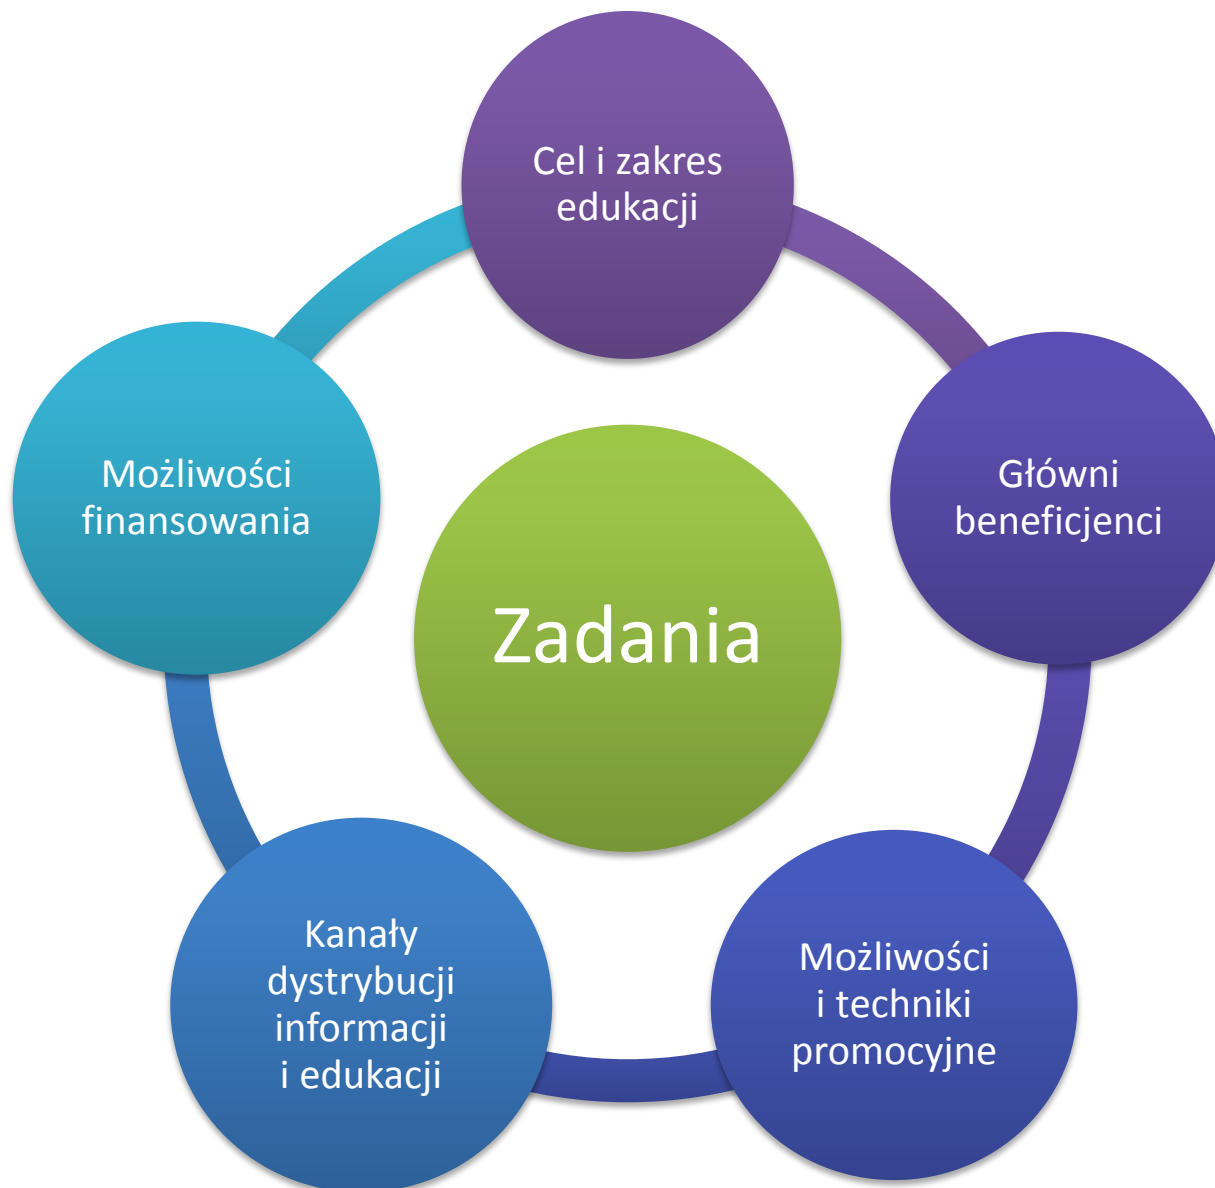 Cel i zakres
edukacji
Główni
beneficjenci
Możliwości
i techniki
promocyjne
Kanały
dystrybucji
informacji
i edukacji
Możliwości
finansowania
Zadania